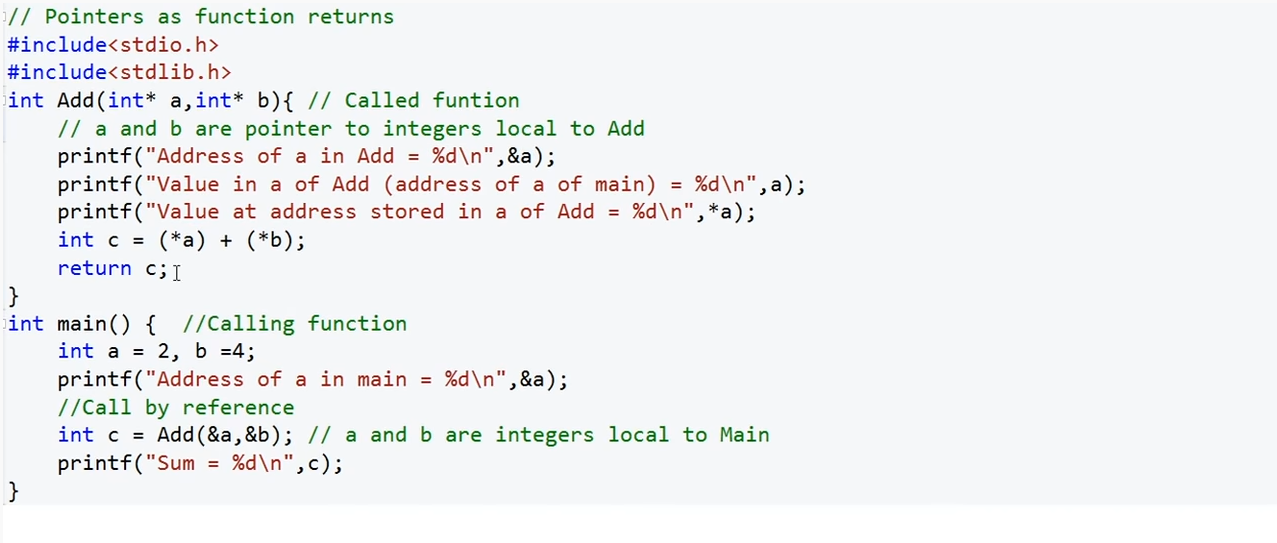 // Pointers as function returns
#include<stdio.h>
#include<stdlib.h>
int Add(int* a,int* b){ // Called funtion
    // a and b are pointer to integers local to Add
    printf("Address of a in Add = %d\n",&a);
    printf("Value in a of Add (address of a of main) = %d\n",a);
    printf("Value at address stored in a of Add = %d\n",*a);
    int c = (*a) + (*b);
    return c;
}
int main() {  //Calling function
    int a = 2, b =4;
    printf("Address of a in main = %d\n",&a);
    //Call by reference
    int c = Add(&a,&b); // a and b are integers local to Main
    printf("Sum = %d\n",c);
}